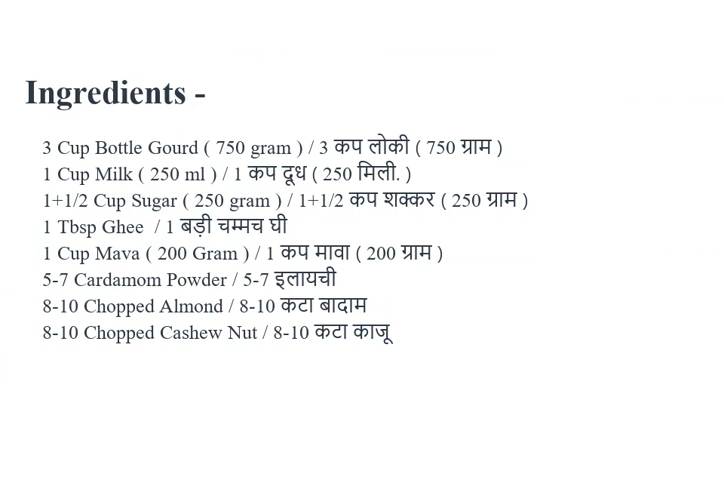 Ingredients -
3 Cup Bottle Gourd ( 750 gram ) / 3 कप लोकी ( 750 ग्राम )
1 Cup Milk ( 250 ml ) / 1 कप दूध ( 250 मिली. )
1+1/2 Cup Sugar ( 250 gram ) / 1+1/2 कप शक्कर ( 250 ग्राम )
1 Tbsp Ghee / 1 बड़ी चम्मच घी
1 Cup Mava ( 200 Gram ) / 1 कप मावा ( 200 ग्राम )
5-7 Cardamom Powder / 5-7 इलायची
8-10 Chopped Almond / 8-10 कटा बादाम
8-10 Chopped Cashew Nut / 8-10 कटा काजू